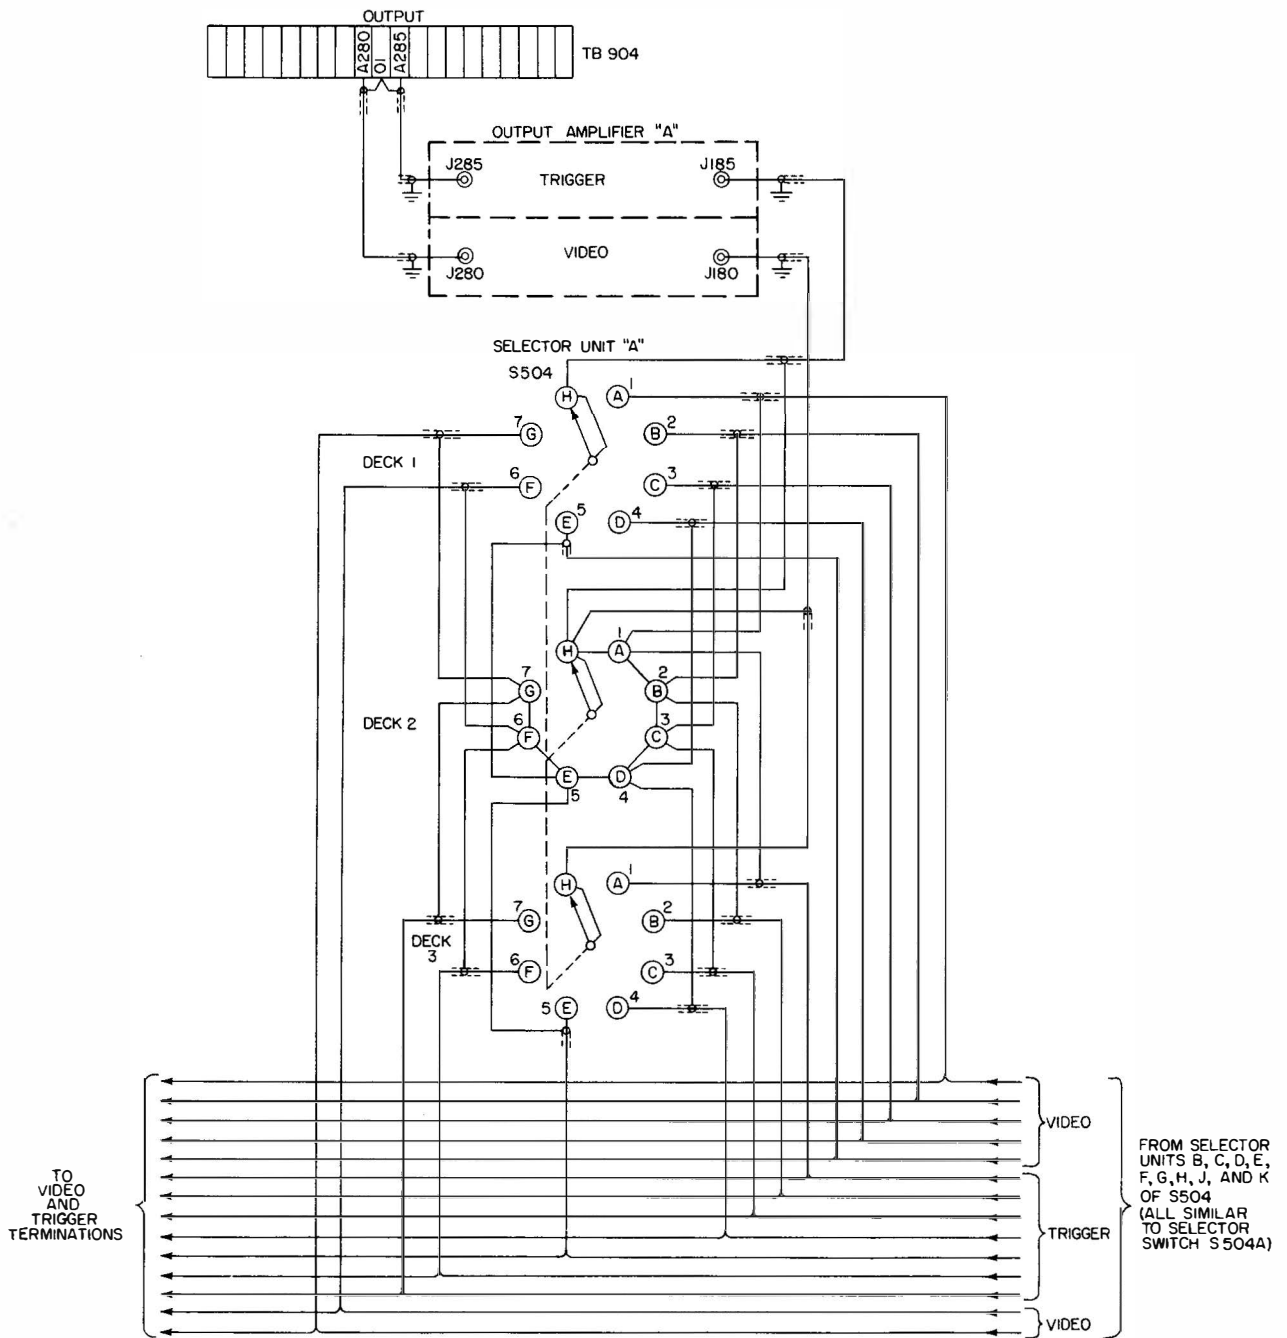 OUTPUT
A280
01
A285
TB 904
OUTPUT AMPLIFIER "A"
J285
TRIGGER
J185
VIDEO
J280
J180
SELECTOR UNIT "A"
S504
H
A
1
7
G
B
2
DECK 1
6
F
C
3
E
5
D
4
H
1
A
7
G
2
B
DECK 2
6
F
3
C
E
5
D
4
H
A
1
7
G
B
2
DECK
3
6
F
C
3
5
E
D
4
TO
VIDEO
AND
TRIGGER
TERMINATIONS
VIDEO
TRIGGER
VIDEO
FROM SELECTOR
UNITS B, C, D, E,
F, G, H, J, AND K
OF S504
(ALL SIMILAR
TO SELECTOR
SWITCH S504A)